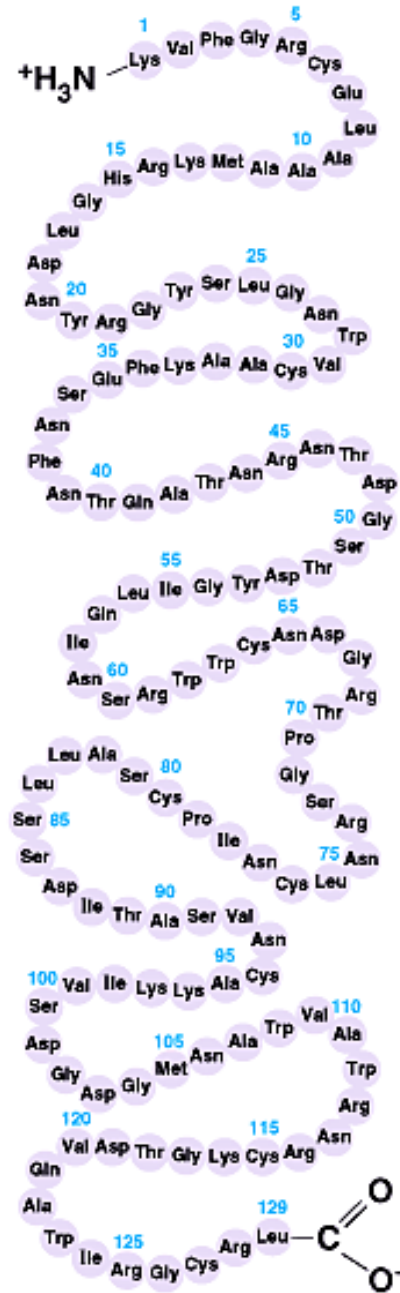 +H3N
1 Lys Val Phe Gly 5 Arg Cys Glu Leu Ala
10 Ala Ala Met Lys Arg 15 His Gly Leu Asp Asn
20 Tyr Arg Gly Tyr Ser 25 Leu Gly Asn Trp Val
30 Cys Ala Ala Lys Phe 35 Glu Ser Asn Phe Asn
40 Thr Gln Ala Thr Asn 45 Arg Asn Thr Asp Gly
50 Ser Thr Asp Tyr Gly 55 Ile Leu Gln Ile Asn
60 Ser Arg Trp Trp Cys 65 Asn Asp Gly Arg Thr
70 Pro Gly Ser Arg Asn 75 Leu Cys Asn Ile Pro
80 Cys Ser Ala Leu Leu 85 Ser Ser Asp Ile Thr
90 Ala Ser Val Asn Cys 95 Ala Lys Lys Ile Val
100 Ser Asp Gly Asp Gly 105 Met Asn Ala Trp Val
110 Ala Trp Arg Asn Arg 115 Cys Lys Gly Thr Asp
120 Val Gln Ala Trp Ile 125 Arg Gly Cys Arg 129 Leu
C
O
O-